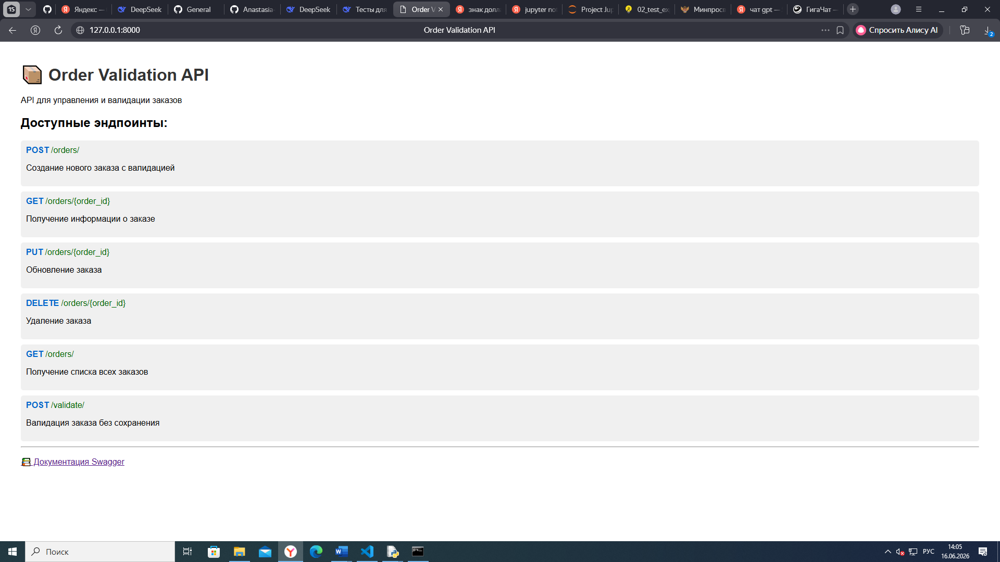 15
Яндекс —
DeepSeek
General
Anastasia-
DeepSeek
Тесты для
Order V
знак долл
jupyter not
Project Jup
02_test_exp
Минпросв
чат gpt —
ГигаЧат —
127.0.0.1:8000
Order Validation API
Спросить Алису AI
2
Order Validation API
API для управления и валидации заказов
Доступные эндпоинты:
POST /orders/
Создание нового заказа с валидацией
GET /orders/{order_id}
Получение информации о заказе
PUT /orders/{order_id}
Обновление заказа
DELETE /orders/{order_id}
Удаление заказа
GET /orders/
Получение списка всех заказов
POST /validate/
Валидация заказа без сохранения
Документация Swagger
Поиск
РУС
14:05
16.06.2026